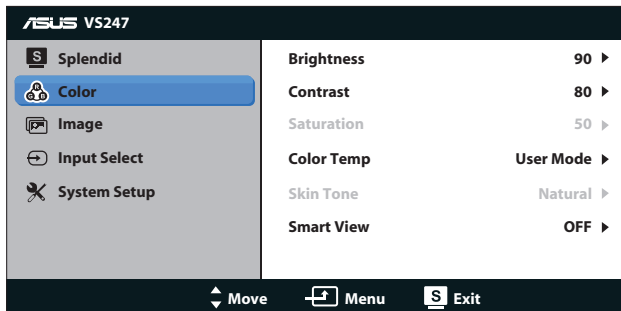 ASUS VS247
S Splendid
Color
Image
Input Select
System Setup
Brightness 90
Contrast 80
Saturation 50
Color Temp User Mode
Skin Tone Natural
Smart View OFF
Move Menu S Exit